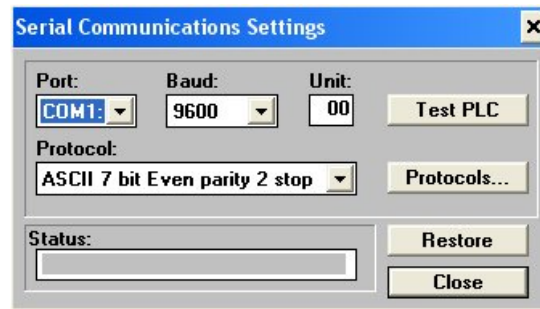 Serial Communications Settings
Port: Baud: Unit:
COM1: 9600 00 Test PLC
Protocol:
ASCII 7 bit Even parity 2 stop Protocols...
Status: Restore
Close